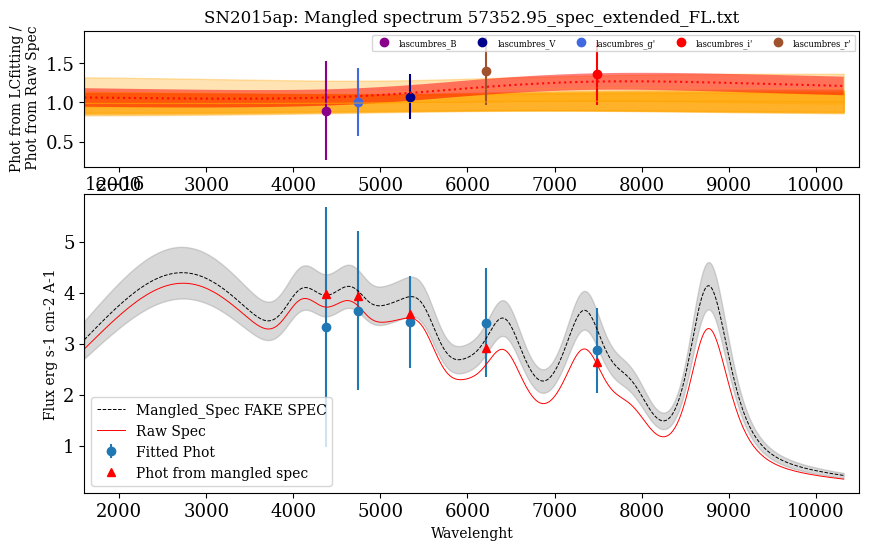 SN2015ap: Mangled spectrum 57352.95_spec_extended_FL.txt
Phot from LCfitting /
Phot from Raw Spec
1.5
1.0
0.5
lascumbres_B lascumbres_V lascumbres_g' lascumbres_i' lascumbres_r'
2000 3000 4000 5000 6000 7000 8000 9000 10000
1e−16
Flux erg s-1 cm-2 A-1
5
4
3
2
1
Mangled_Spec FAKE SPEC
Raw Spec
Fitted Phot
Phot from mangled spec
2000 3000 4000 5000 6000 7000 8000 9000 10000
Wavelenght